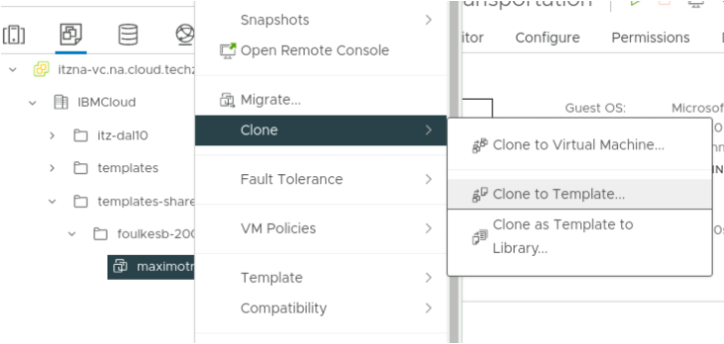 Snapshots
Open Remote Console
itor Configure Permissions
itzna-vc.na.cloud.tech
IBMCloud
Migrate...
Guest OS: Microsof
itz-dal10
Clone
Clone to Virtual Machine...
templates
Fault Tolerance
Clone to Template...
templates-share
VM Policies
Clone as Template to
Library...
foulkesb-200
maximotr
Template
Compatibility